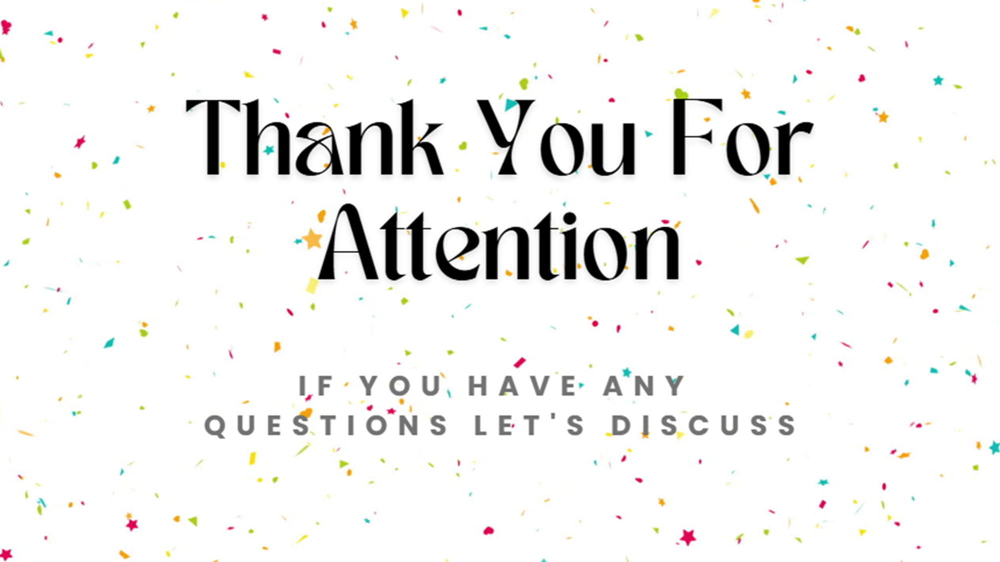 Thank You For
Attention
IF YOU HAVE ANY
QUESTIONS LET'S DISCUSS